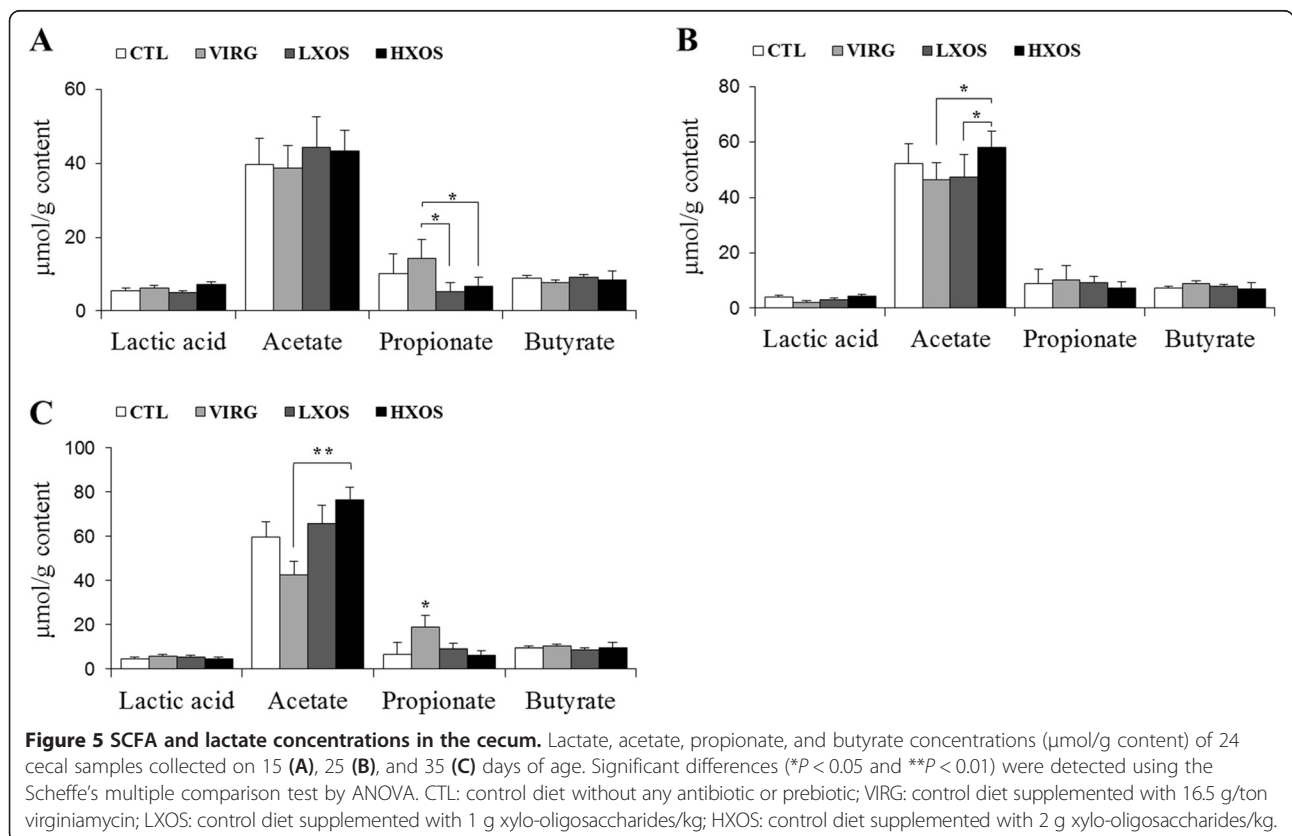 A
CTL VIRG LXOS HXOS
μmol/g content
60
40
20
0
*
*
Lactic acid Acetate Propionate Butyrate
B
CTL VIRG LXOS HXOS
μmol/g content
80
60
40
20
0
*
*
Lactic acid Acetate Propionate Butyrate
C
CTL VIRG LXOS HXOS
μmol/g content
100
80
60
40
20
0
**
*
Lactic acid Acetate Propionate Butyrate
Figure 5 SCFA and lactate concentrations in the cecum. Lactate, acetate, propionate, and butyrate concentrations (μmol/g content) of 24
cecal samples collected on 15 (A), 25 (B), and 35 (C) days of age. Significant differences (*P < 0.05 and **P < 0.01) were detected using the
Scheffe's multiple comparison test by ANOVA. CTL: control diet without any antibiotic or prebiotic; VIRG: control diet supplemented with 16.5 g/ton
virginiamycin; LXOS: control diet supplemented with 1 g xylo-oligosaccharides/kg; HXOS: control diet supplemented with 2 g xylo-oligosaccharides/kg.